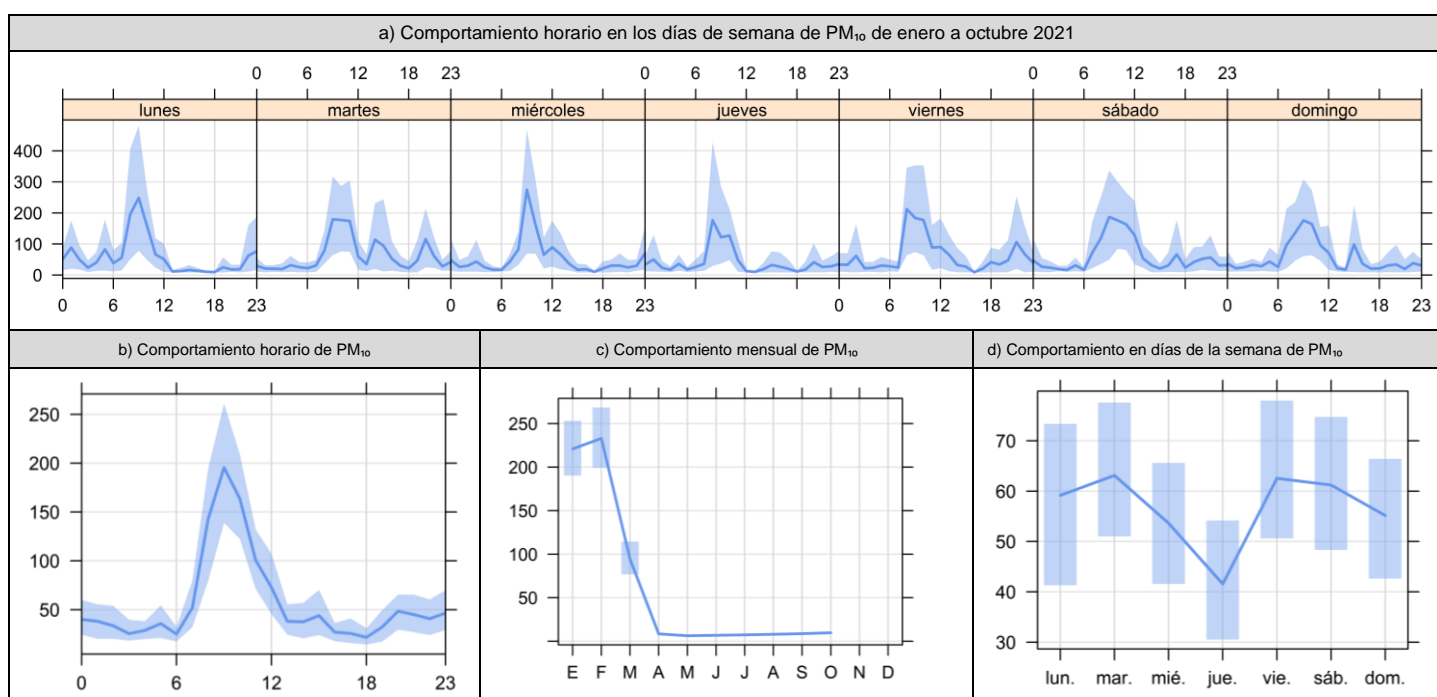 a) Comportamiento horario en los días de semana de PM₁₀ de enero a octubre 2021
0 6 12 18 23 0 6 12 18 23 0 6 12 18 23
lunes martes miércoles jueves viernes sábado domingo
400
300
200
100
0
0 6 12 18 23 0 6 12 18 23 0 6 12 18 23 0 6 12 18 23
b) Comportamiento horario de PM₁₀
c) Comportamiento mensual de PM₁₀
d) Comportamiento en días de la semana de PM₁₀
250
200
150
100
50
0 6 12 18 23
E F M A M J J A S O N D
250
200
150
100
50
E F M A M J J A S O N D
70
60
50
40
30
lun. mar. mié. jue. vie. sáb. dom.